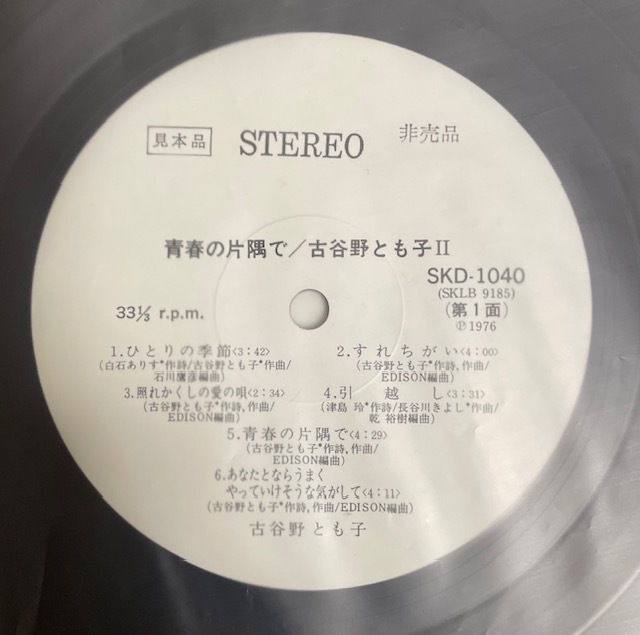 見本品 STEREO 非売品
青春の片隅で/古谷野とも子II
SKD-1040
(SKLB 9185)
33⅓ r.p.m. (第1面)
℗1976
1.ひとりの季節<3:42>
(白石ありす*作詩/古谷野とも子*作曲/
石川鷹彦編曲)
2.すれちがい<4:00>
(古谷野とも子*作詩,作曲/
EDISON編曲)
3.照れかくしの愛の唄<2:34>
(古谷野とも子*作詩,作曲/
EDISON編曲)
4.引越し<3:31>
(津島 玲*作詩/長谷川きよし*作曲/
乾 裕樹編曲)
5.青春の片隅で<4:29>
(古谷野とも子*作詩,作曲/
EDISON編曲)
6.あなたとならうまく
やっていけそうな気がして<4:11>
(古谷野とも子*作詩,作曲/EDISON編曲)
古谷野とも子